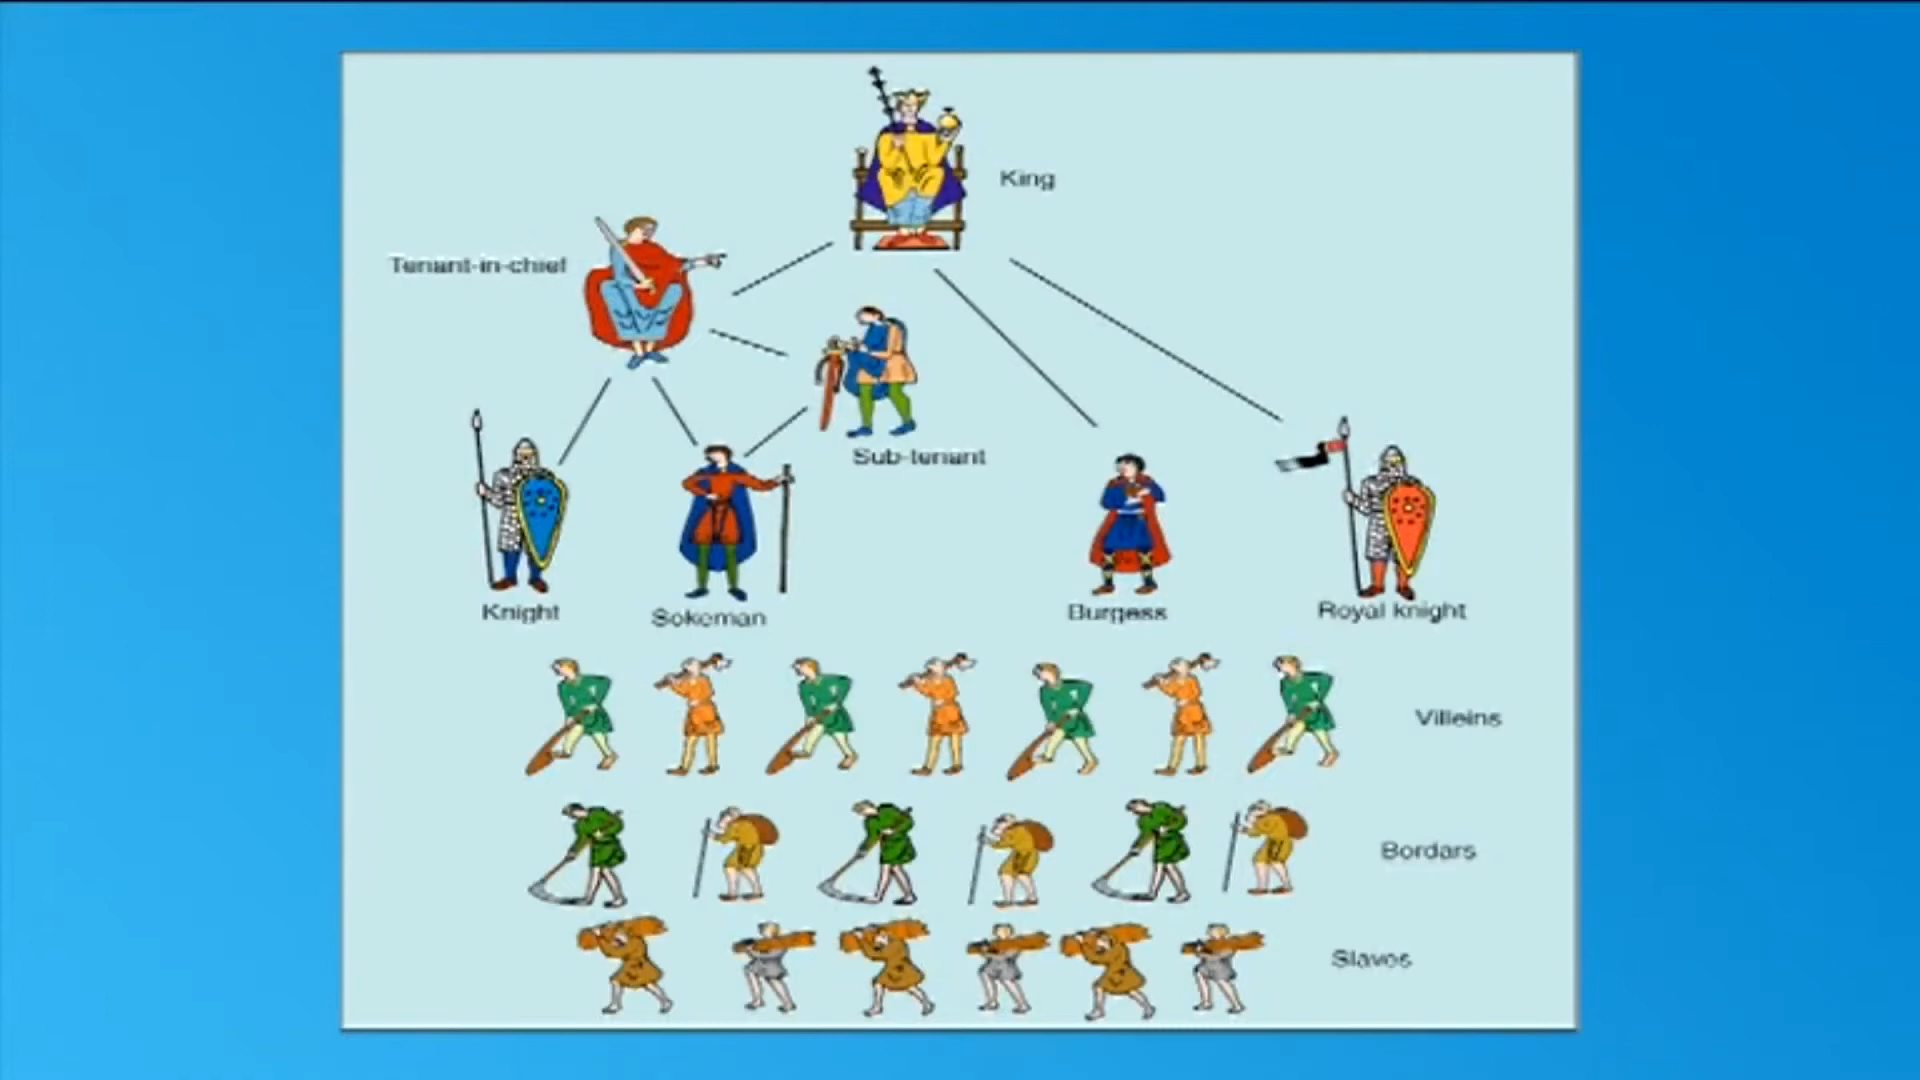 King
Tenant-in-chief
Sub-tenant
Knight
Sokeman
Burgess
Royal knight
Villeins
Bordars
Slaves